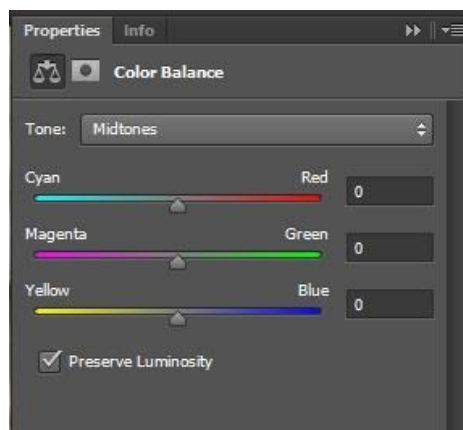 Properties Info
Color Balance
Tone: Midtones
Cyan Red 0
Magenta Green 0
Yellow Blue 0
Preserve Luminosity